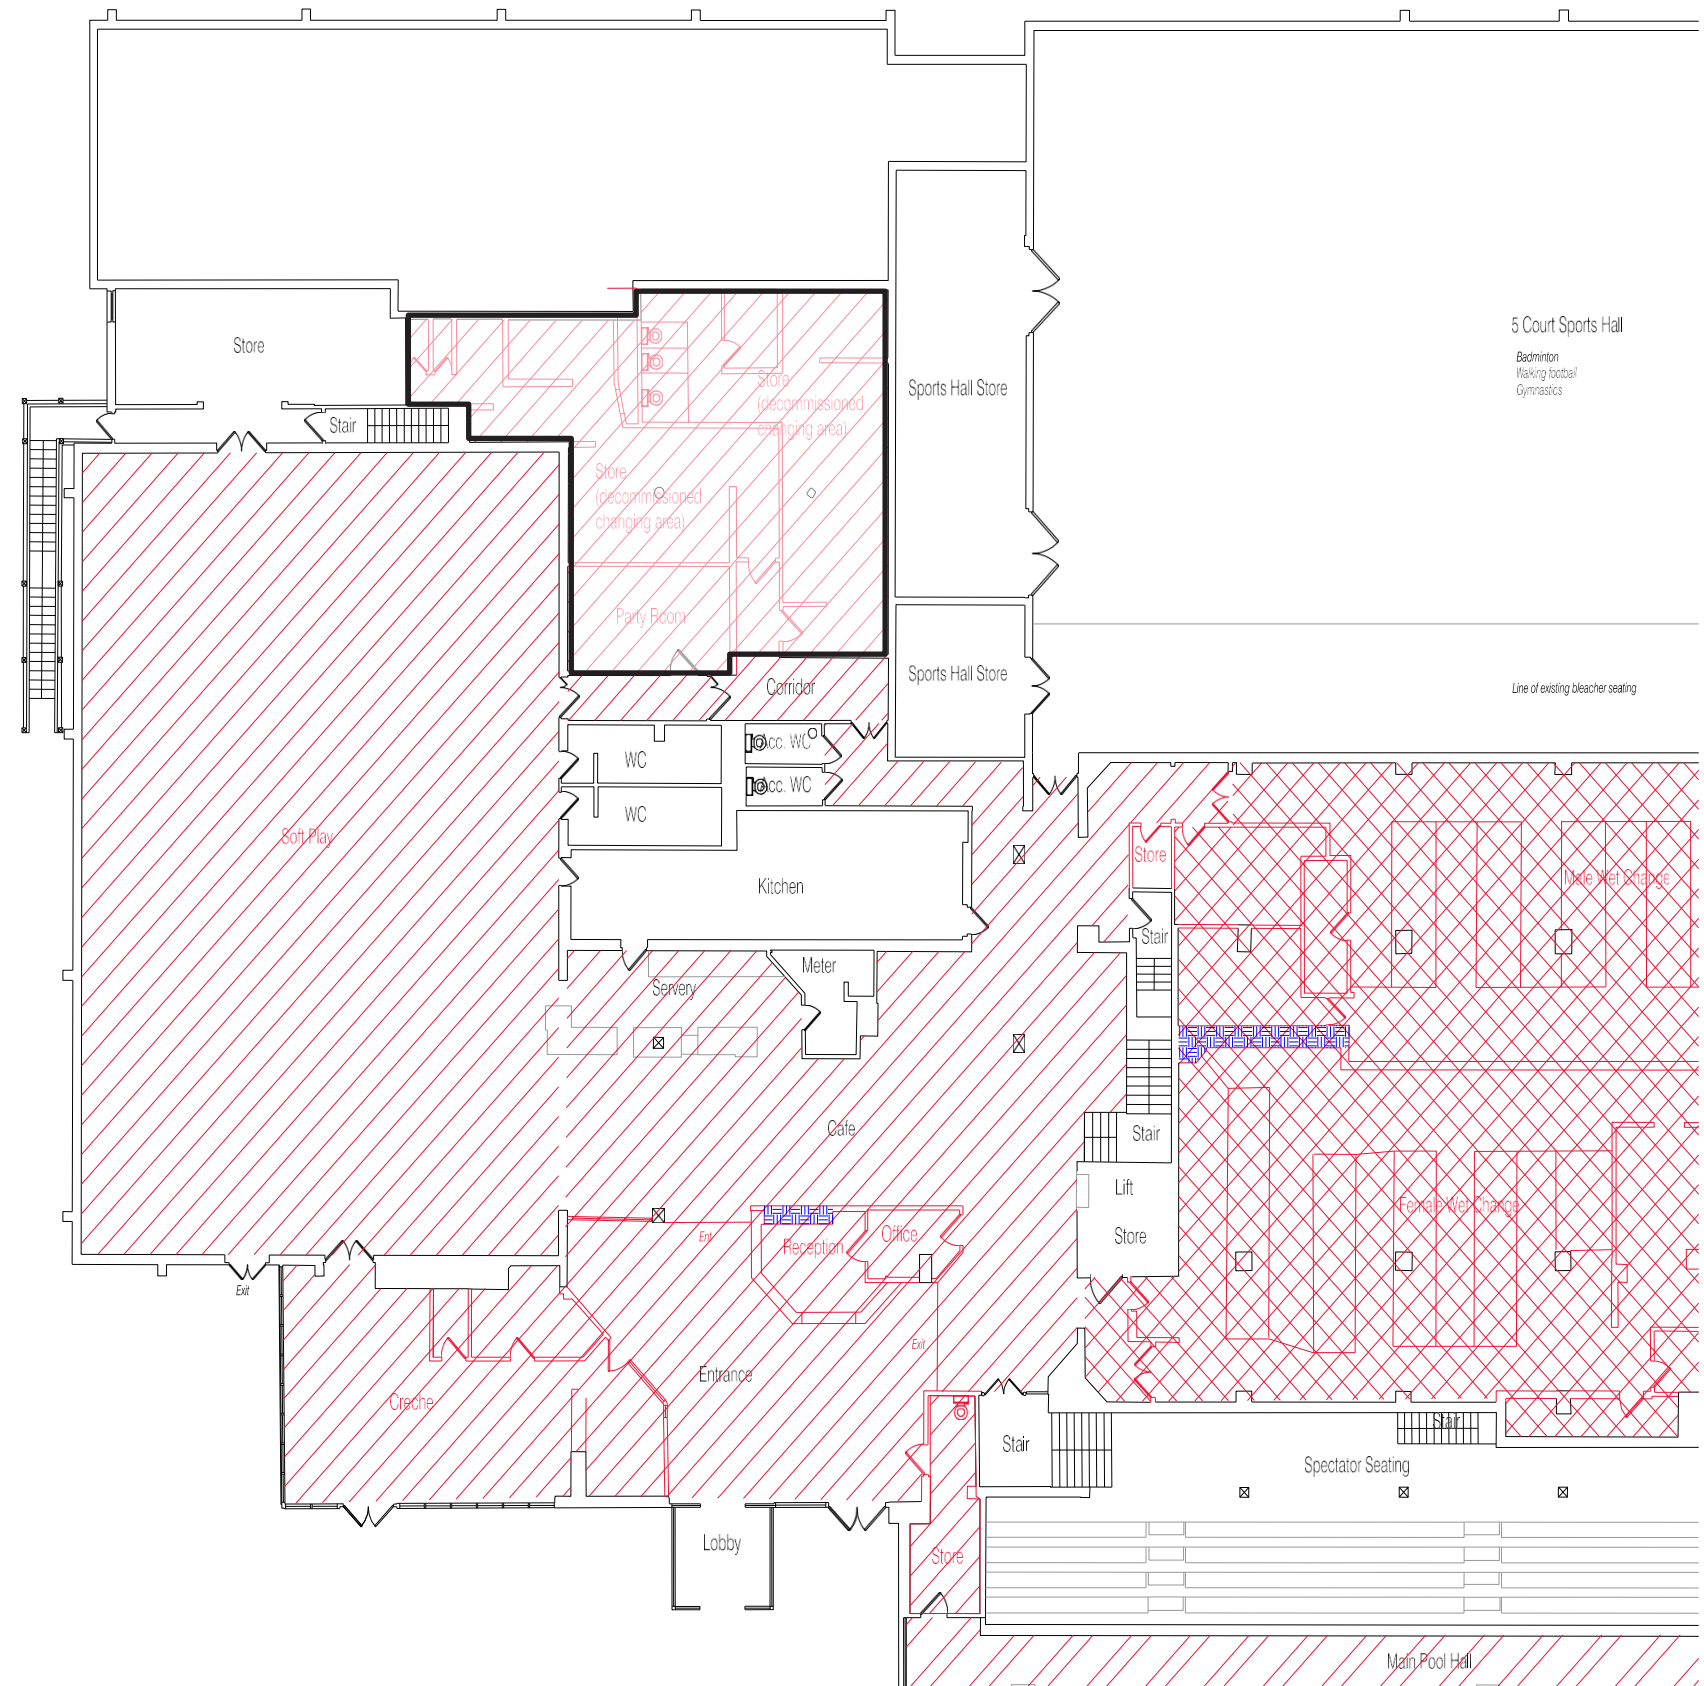 5 Court Sports Hall
Badminton
Walking football
Gymnastics
Store
Sports Hall Store
Store
(decommissioned
changing area)
Stair
Store
(decommissioned
changing area)
Party Room
Sports Hall Store
Corridor
Line of existing bleacher seating
WC
Acc. WC
Acc. WC
WC
Soft Play
Store
Male Wet Change
Kitchen
Stair
Meter
Servery
Cafe
Stair
Lift
Female Wet Change
Store
Ent
Reception
Office
Exit
Exit
Entrance
Creche
Stair
Stair
Spectator Seating
Lobby
Store
Main Pool Hall